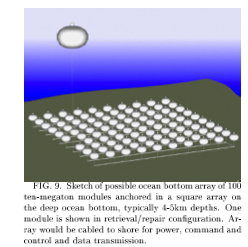 FIG. 9. Sketch of possible ocean bottom array of 100
ten-megaton modules anchored in a square array on
the deep ocean bottom, typically 4-5km depths. One
module is shown in retrieval/repair configuration. Ar-
ray would be cabled to shore for power, command and
control and data transmission.